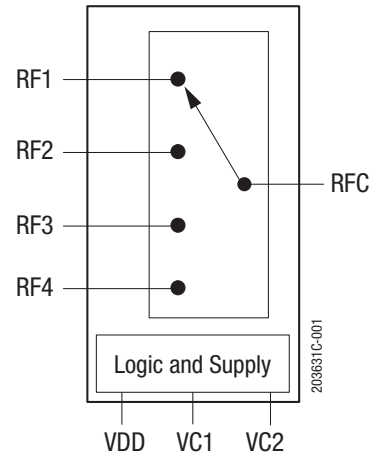 RF1
RF2
RFC
RF3
RF4
Logic and Supply
203631C-001
VDD VC1 VC2